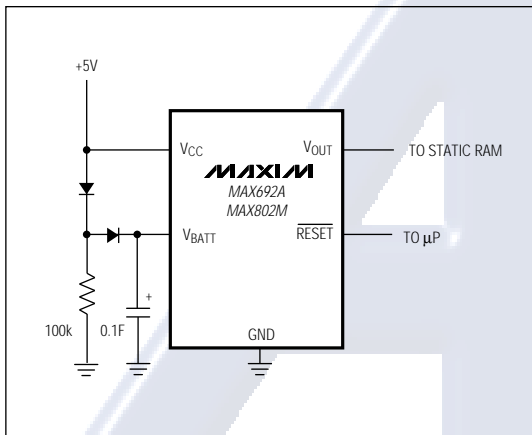 +5V
VCC
VOUT
TO STATIC RAM
MAXIM
MAX692A
MAX802M
VBATT
RESET
TO µP
+
100k
0.1F
GND